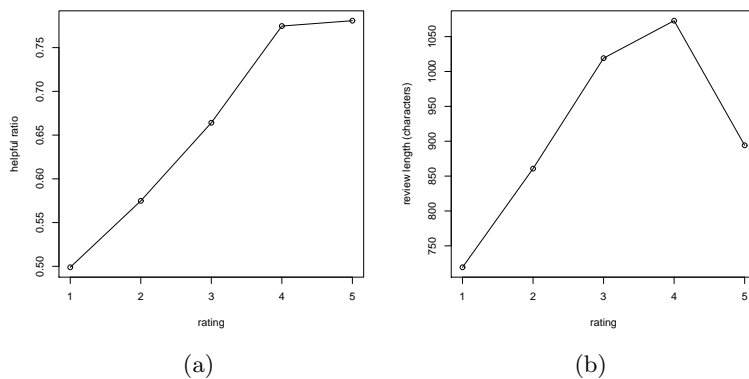 helpful ratio
0.75
0.70
0.65
0.60
0.55
0.50
1 2 3 4 5
rating
(a)
review length (characters)
1050
1000
950
900
850
800
750
1 2 3 4 5
rating
(b)